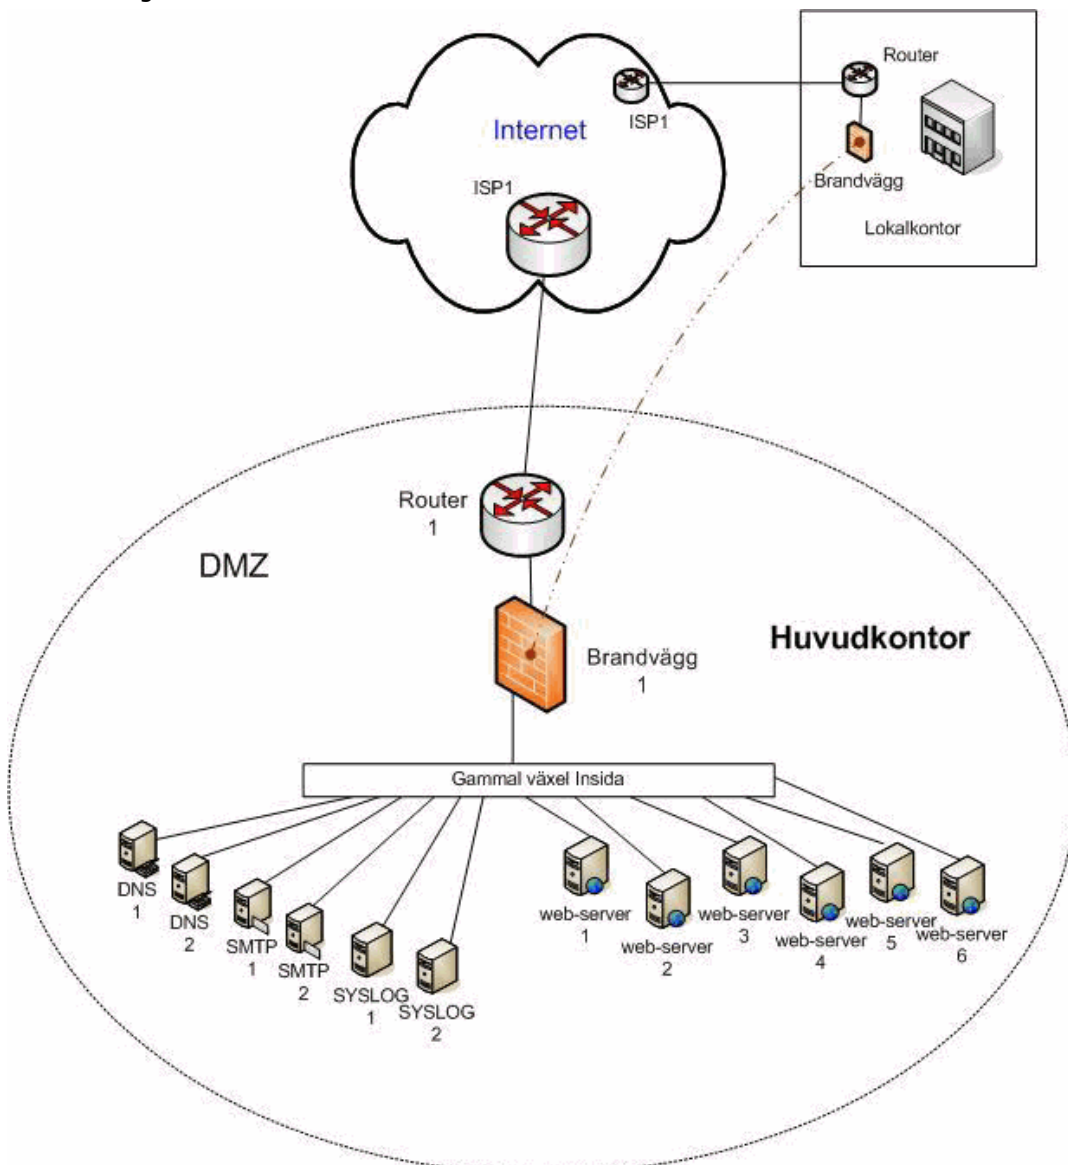 Router
ISP1
Internet
ISP1
Brandvägg
Lokalkontor
Router
1
DMZ
Huvudkontor
Brandvägg
1
Gammal växel Insida
DNS
1
DNS
2
SMTP
1
SMTP
2
SYSLOG
1
SYSLOG
2
web-server
1
web-server
2
web-server
3
web-server
4
web-server
5
web-server
6